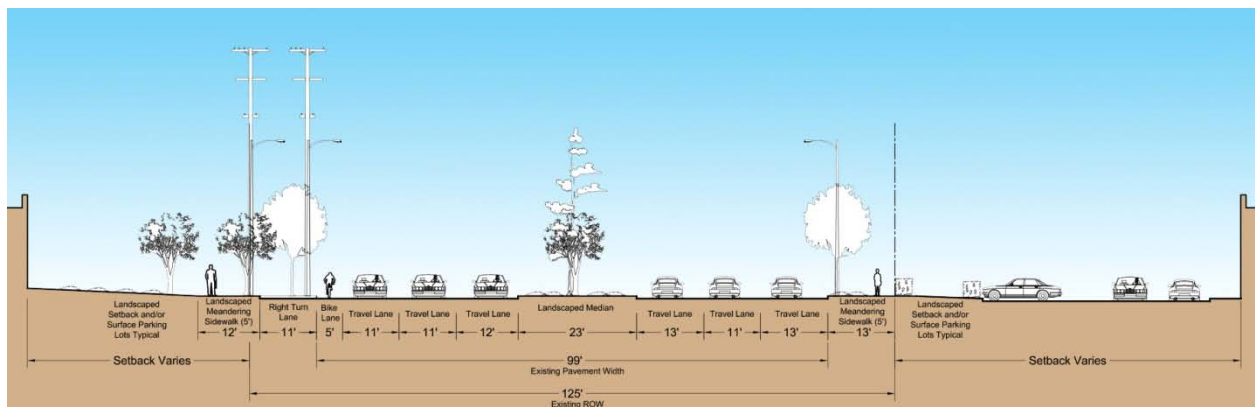 Landscaped
Setback and/or
Surface Parking
Lots Typical
Landscaped
Meandering
Sidewalk (5')
12'
Right Turn
Lane
11'
Bike
Lane
5'
Travel Lane
11'
Travel Lane
11'
Travel Lane
12'
Landscaped Median
23'
Travel Lane
13'
Travel Lane
11'
Travel Lane
13'
Landscaped
Meandering
Sidewalk (5')
13'
Landscaped
Setback and/or
Surface Parking
Lots Typical
Setback Varies
99'
Existing Pavement Width
Setback Varies
125'
Existing ROW